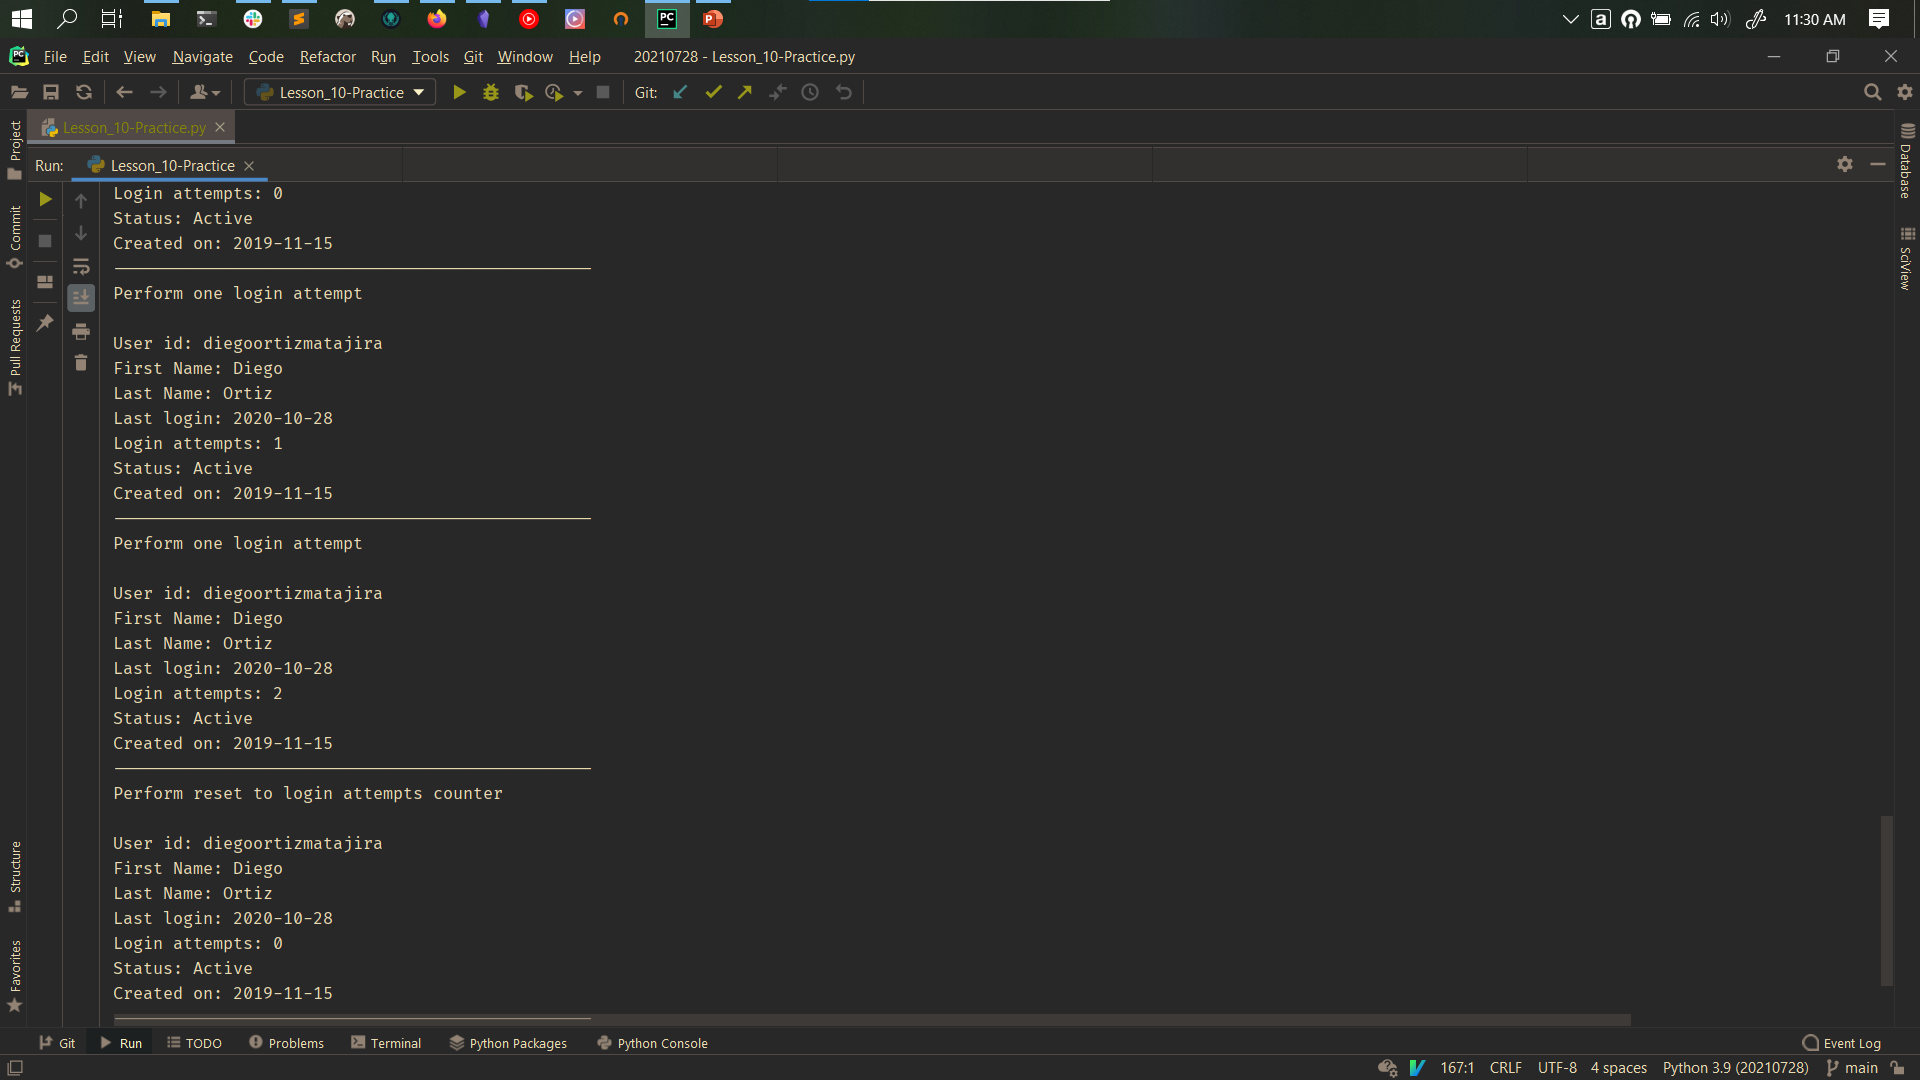 11:30 AM
File Edit View Navigate Code Refactor Run Tools Git Window Help 20210728 - Lesson_10-Practice.py
Lesson_10-Practice Git:
Lesson_10-Practice.py
Run: Lesson_10-Practice
Project
Commit
Pull Requests
Structure
Favorites
Database
SciView
Login attempts: 0
Status: Active
Created on: 2019-11-15
Perform one login attempt
User id: diegoortizmatajira
First Name: Diego
Last Name: Ortiz
Last login: 2020-10-28
Login attempts: 1
Status: Active
Created on: 2019-11-15
Perform one login attempt
User id: diegoortizmatajira
First Name: Diego
Last Name: Ortiz
Last login: 2020-10-28
Login attempts: 2
Status: Active
Created on: 2019-11-15
Perform reset to login attempts counter
User id: diegoortizmatajira
First Name: Diego
Last Name: Ortiz
Last login: 2020-10-28
Login attempts: 0
Status: Active
Created on: 2019-11-15
Git Run TODO Problems Terminal Python Packages Python Console Event Log
167:1 CRLF UTF-8 4 spaces Python 3.9 (20210728) main